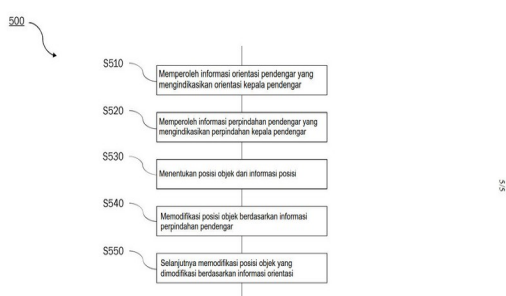 500
S510
Memperoleh informasi orientasi pendengar yang
mengindikasikan orientasi kepala pendengar
S520
Memperoleh informasi perpindahan pendengar yang
mengindikasikan perpindahan kepala pendengar
S530
Menentukan posisi objek dari informasi posisi
S540
Memodifikasi posisi objek berdasarkan informasi
perpindahan pendengar
S550
Selanjutnya memodifikasi posisi objek yang
dimodifikasi berdasarkan informasi orientasi
5/5